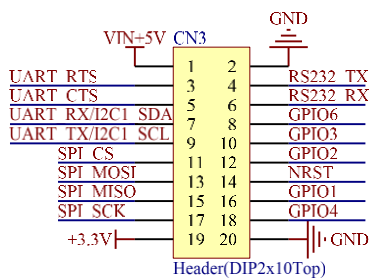 GND
VIN+5V CN3
1 2
UART_RTS 3 4 RS232_TX
UART_CTS 5 6 RS232_RX
UART_RX/I2C1_SDA 7 8 GPIO6
UART_TX/I2C1_SCL 9 10 GPIO3
SPI_CS 11 12 GPIO2
SPI_MOSI 13 14 NRST
SPI_MISO 15 16 GPIO1
SPI_SCK 17 18 GPIO4
+3.3V 19 20 GND
Header(DIP2x10Top)